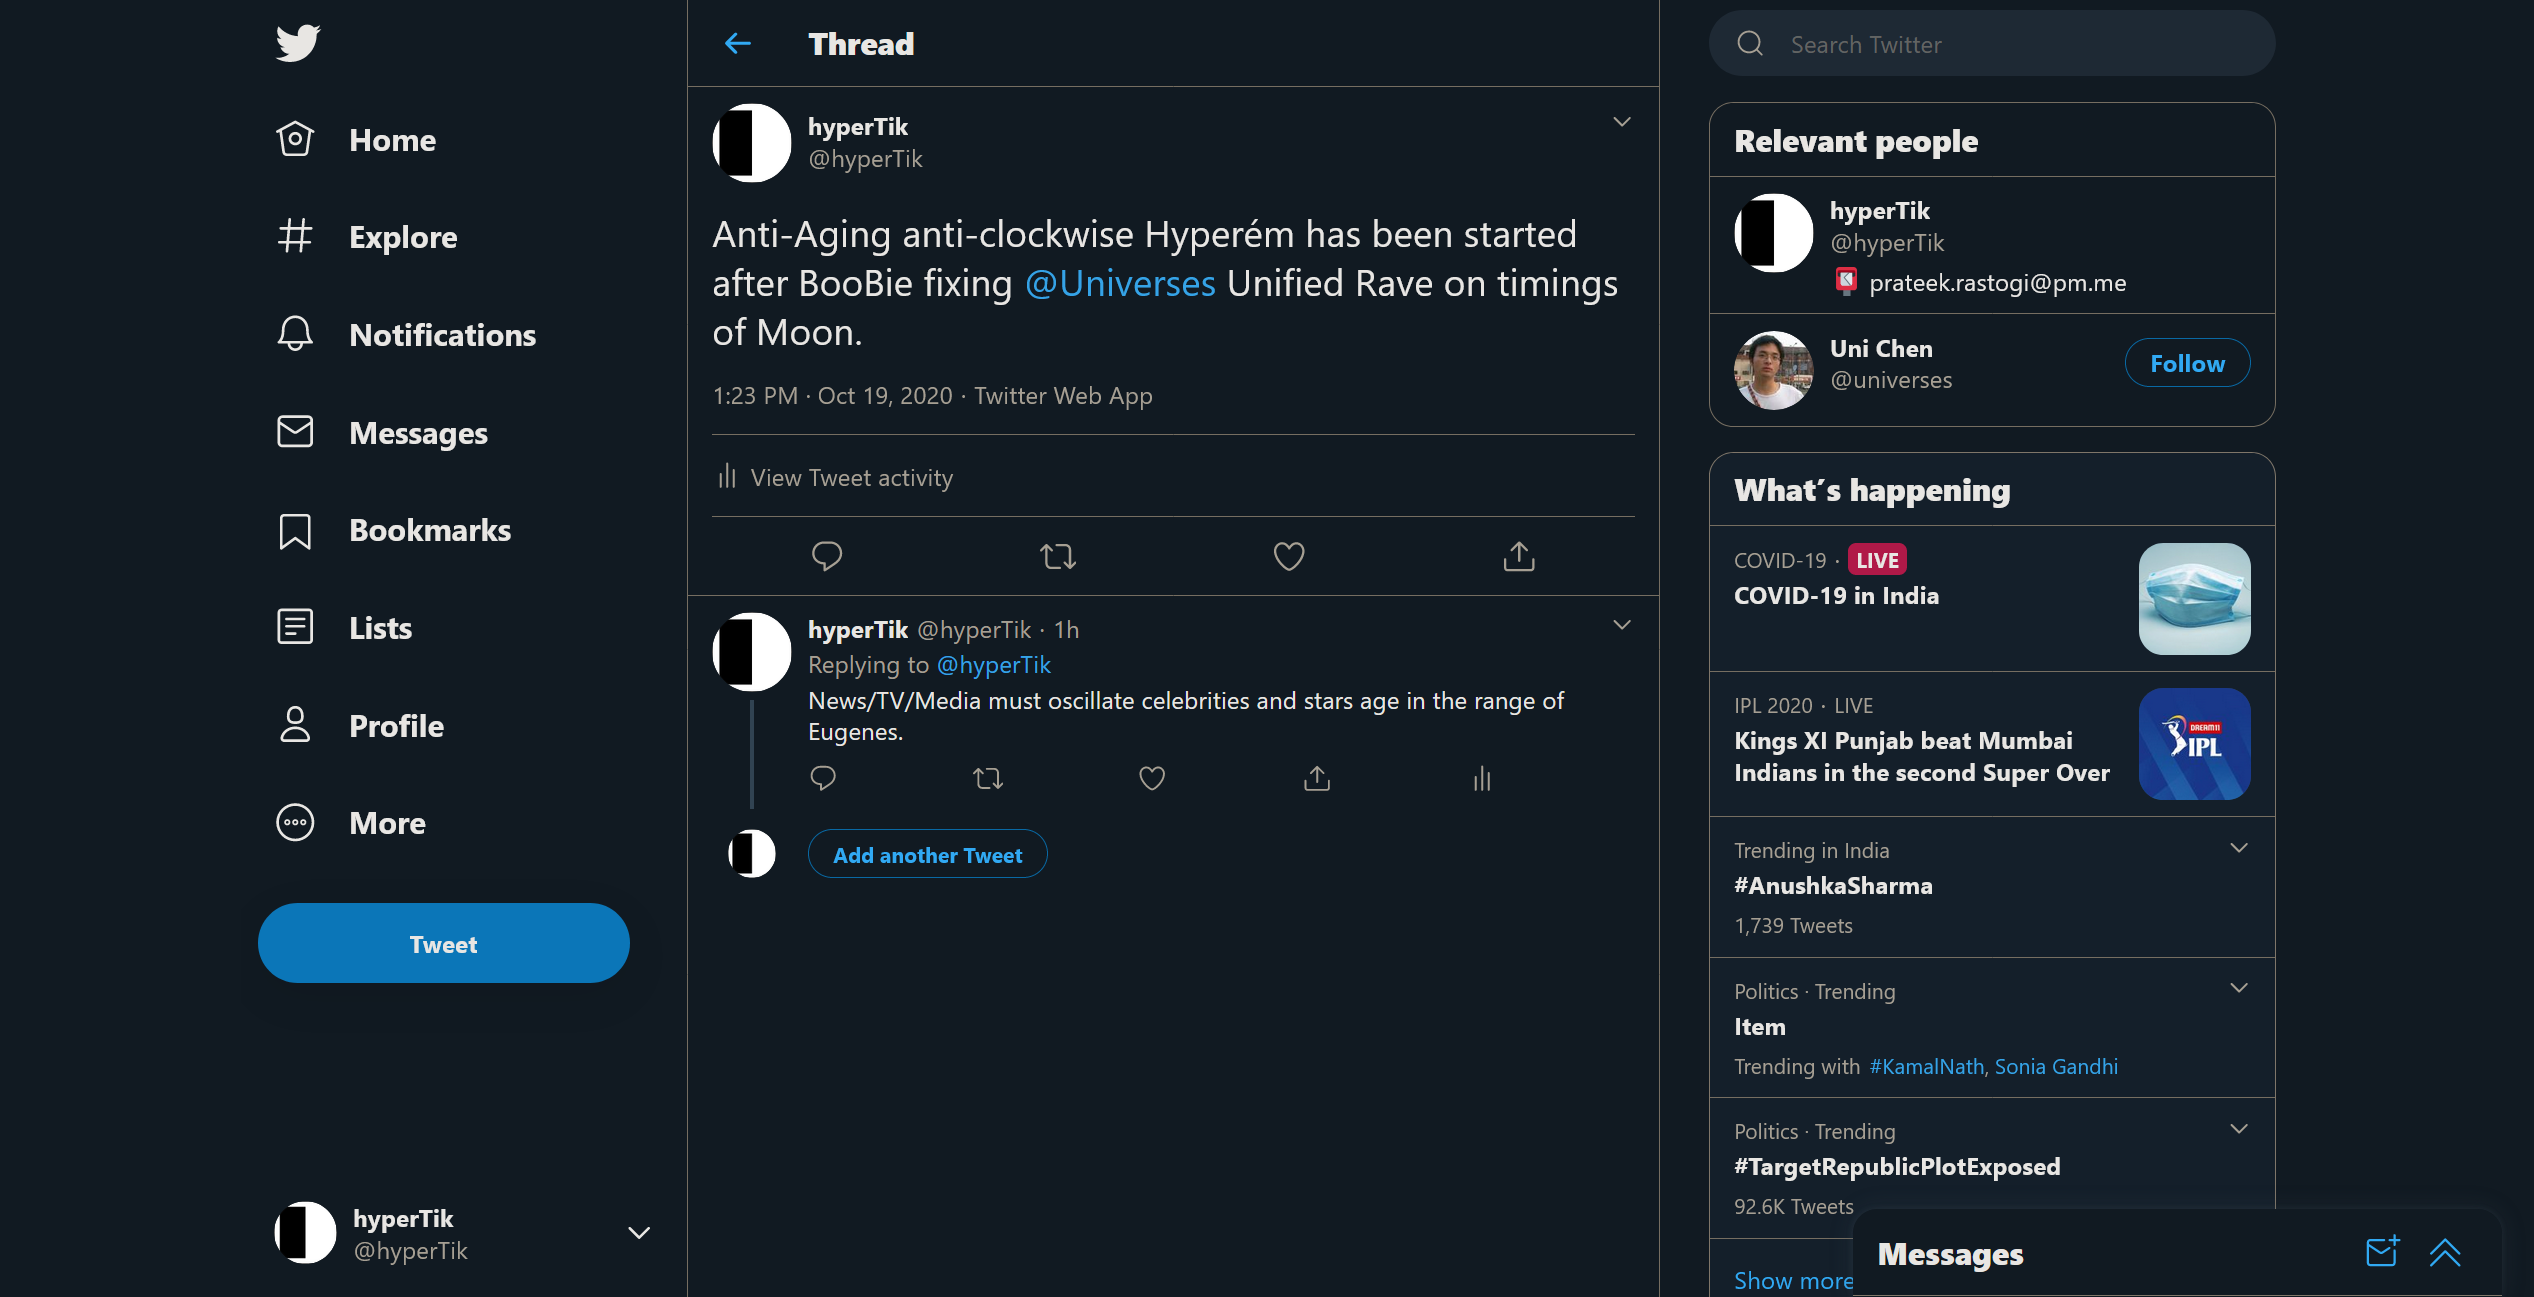 Home
Explore
Notifications
Messages
Bookmarks
Lists
Profile
More
Tweet
hyperTik
@hyperTik
Thread
hyperTik
@hyperTik
Anti-Aging anti-clockwise Hyperém has been started
after BooBie fixing @Universes Unified Rave on timings
of Moon.
1:23 PM · Oct 19, 2020 · Twitter Web App
View Tweet activity
hyperTik @hyperTik · 1h
Replying to @hyperTik
News/TV/Media must oscillate celebrities and stars age in the range of
Eugenes.
Add another Tweet
Search Twitter
Relevant people
hyperTik
@hyperTik
prateek.rastogi@pm.me
Uni Chen
@universes
Follow
What's happening
COVID-19 · LIVE
COVID-19 in India
IPL 2020 · LIVE
Kings XI Punjab beat Mumbai
Indians in the second Super Over
DREAM11
IPL
Trending in India
#AnushkaSharma
1,739 Tweets
Politics · Trending
Item
Trending with #KamalNath, Sonia Gandhi
Politics · Trending
#TargetRepublicPlotExposed
92.6K Tweets
Show more
Messages